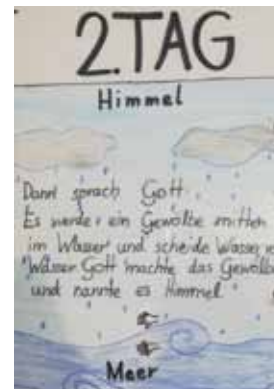 2.TAG
Himmel
Dann sprach Gott:
Es werde: ein Gewölbe mitten
im Wasser und scheide Wasser
Wasser Gott machte das Gewölbe
und nannte es Himmel
Meer